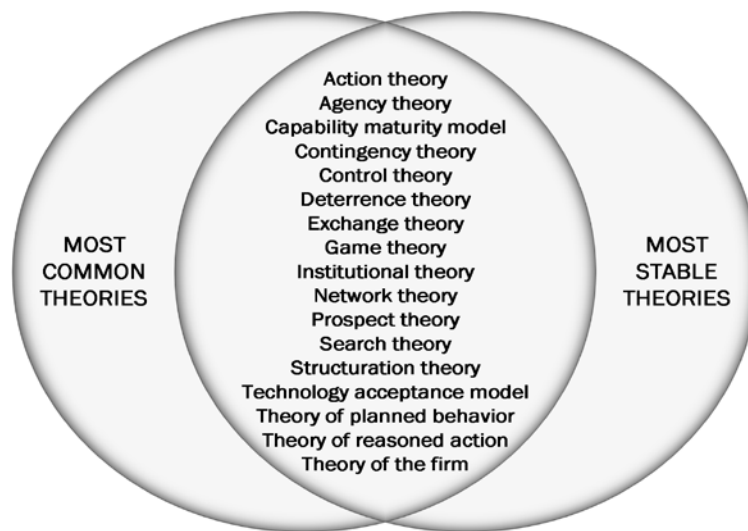 Action theory
Agency theory
Capability maturity model
Contingency theory
Control theory
Deterrence theory
Exchange theory
Game theory
Institutional theory
Network theory
Prospect theory
Search theory
Structuration theory
Technology acceptance model
Theory of planned behavior
Theory of reasoned action
Theory of the firm
MOST
COMMON
THEORIES
MOST
STABLE
THEORIES